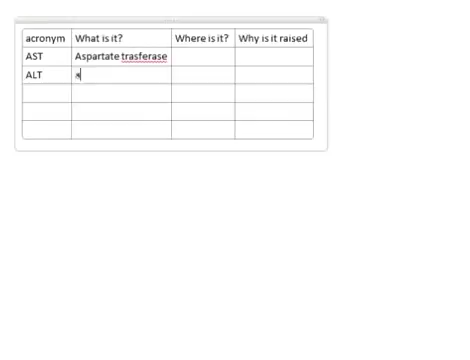 acronym What is it? Where is it? Why is it raised
AST Aspartate trasferase
ALT a